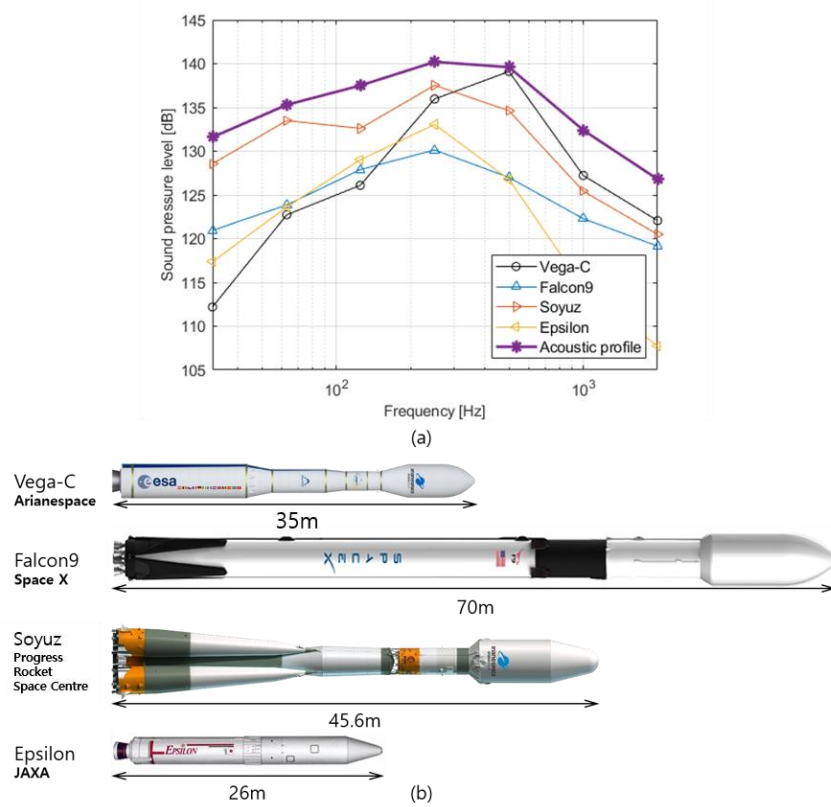 145
140
135
130
125
120
115
110
105
Sound pressure level [dB]
Vega-C
Falcon9
Soyuz
Epsilon
Acoustic profile
10²
10³
Frequency [Hz]
(a)
Vega-C
Arianespace
esa
35m
Falcon9
Space X
SPACEX
F9
70m
Soyuz
Progress
Rocket
Space Centre
45.6m
Epsilon
JAXA
EPSILON
26m
(b)